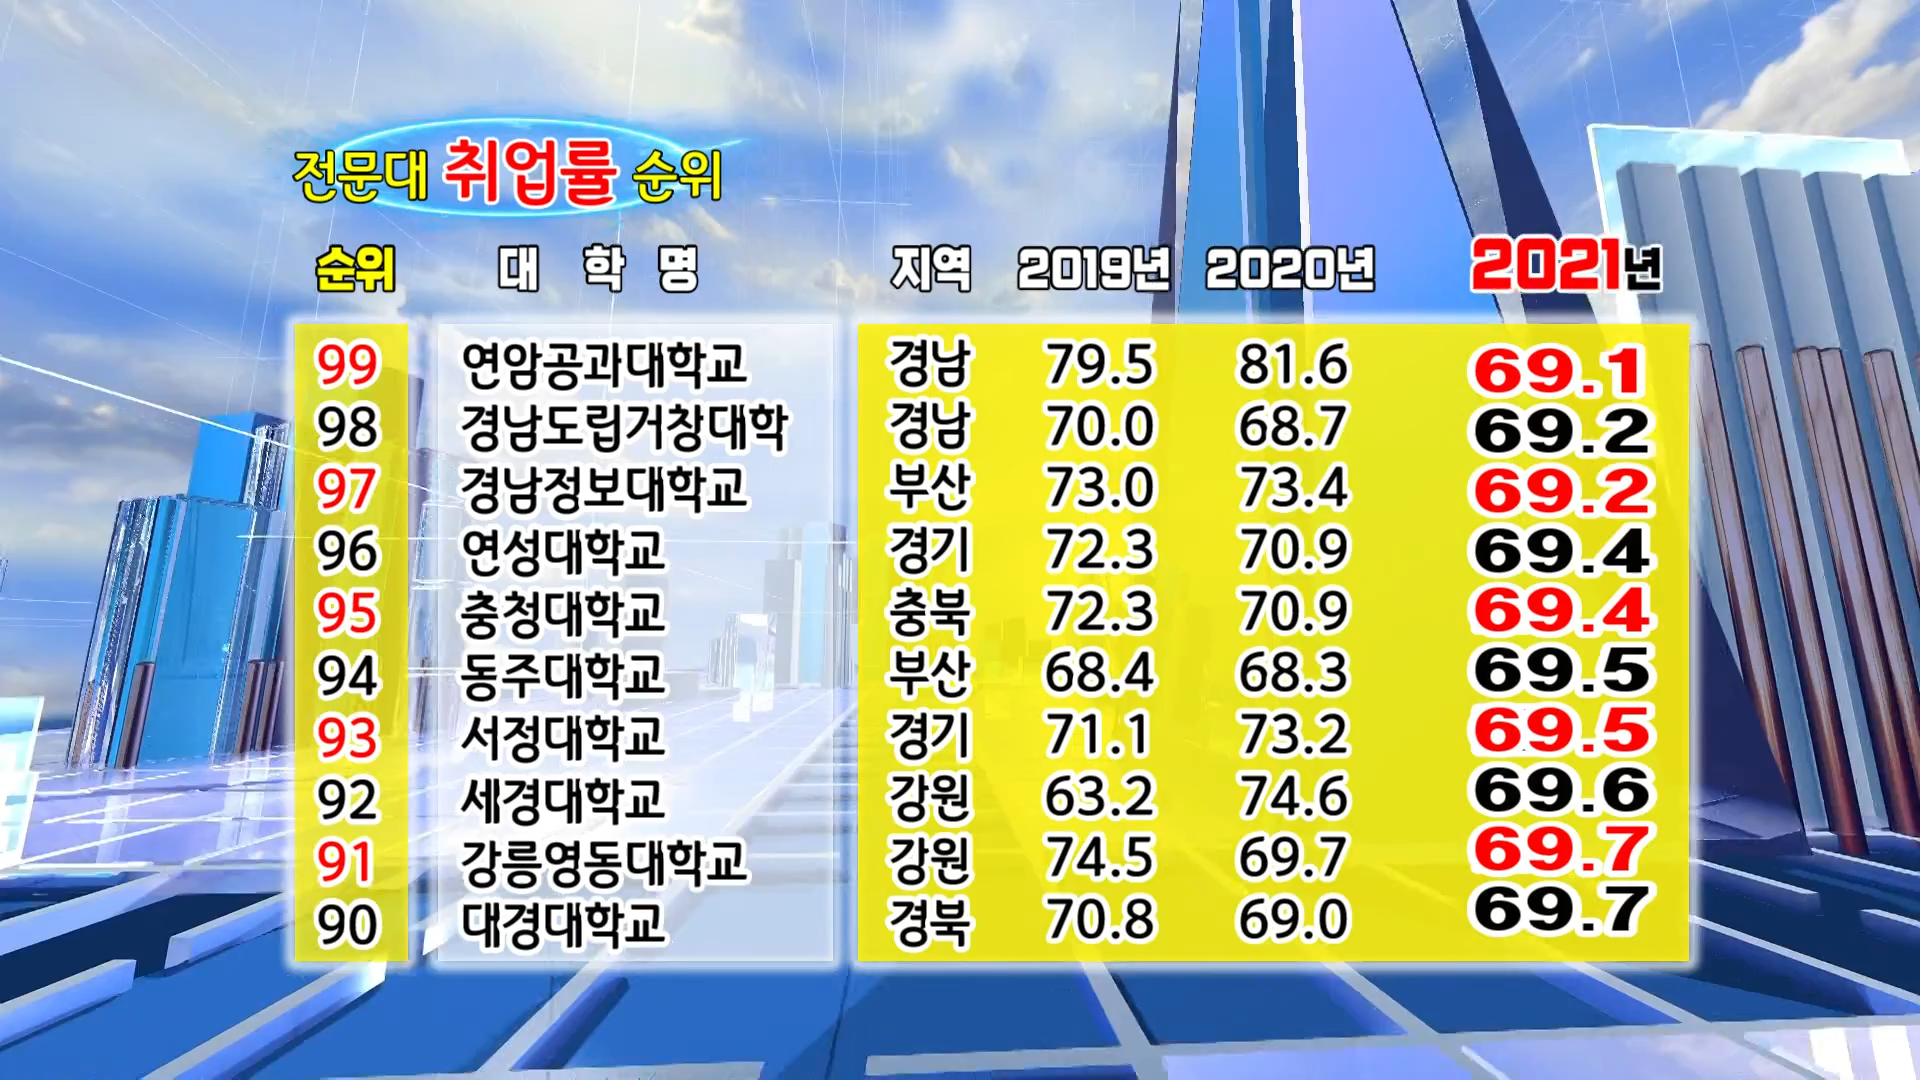 전문대 취업률 순위
순위 대 학 명 지역 2019년 2020년 2021년
99 연암공과대학교 경남 79.5 81.6 69.1
98 경남도립거창대학 경남 70.0 68.7 69.2
97 경남정보대학교 부산 73.0 73.4 69.2
96 연성대학교 경기 72.3 70.9 69.4
95 충청대학교 충북 72.3 70.9 69.4
94 동주대학교 부산 68.4 68.3 69.5
93 서정대학교 경기 71.1 73.2 69.5
92 세경대학교 강원 63.2 74.6 69.6
91 강릉영동대학교 강원 74.5 69.7 69.7
90 대경대학교 경북 70.8 69.0 69.7